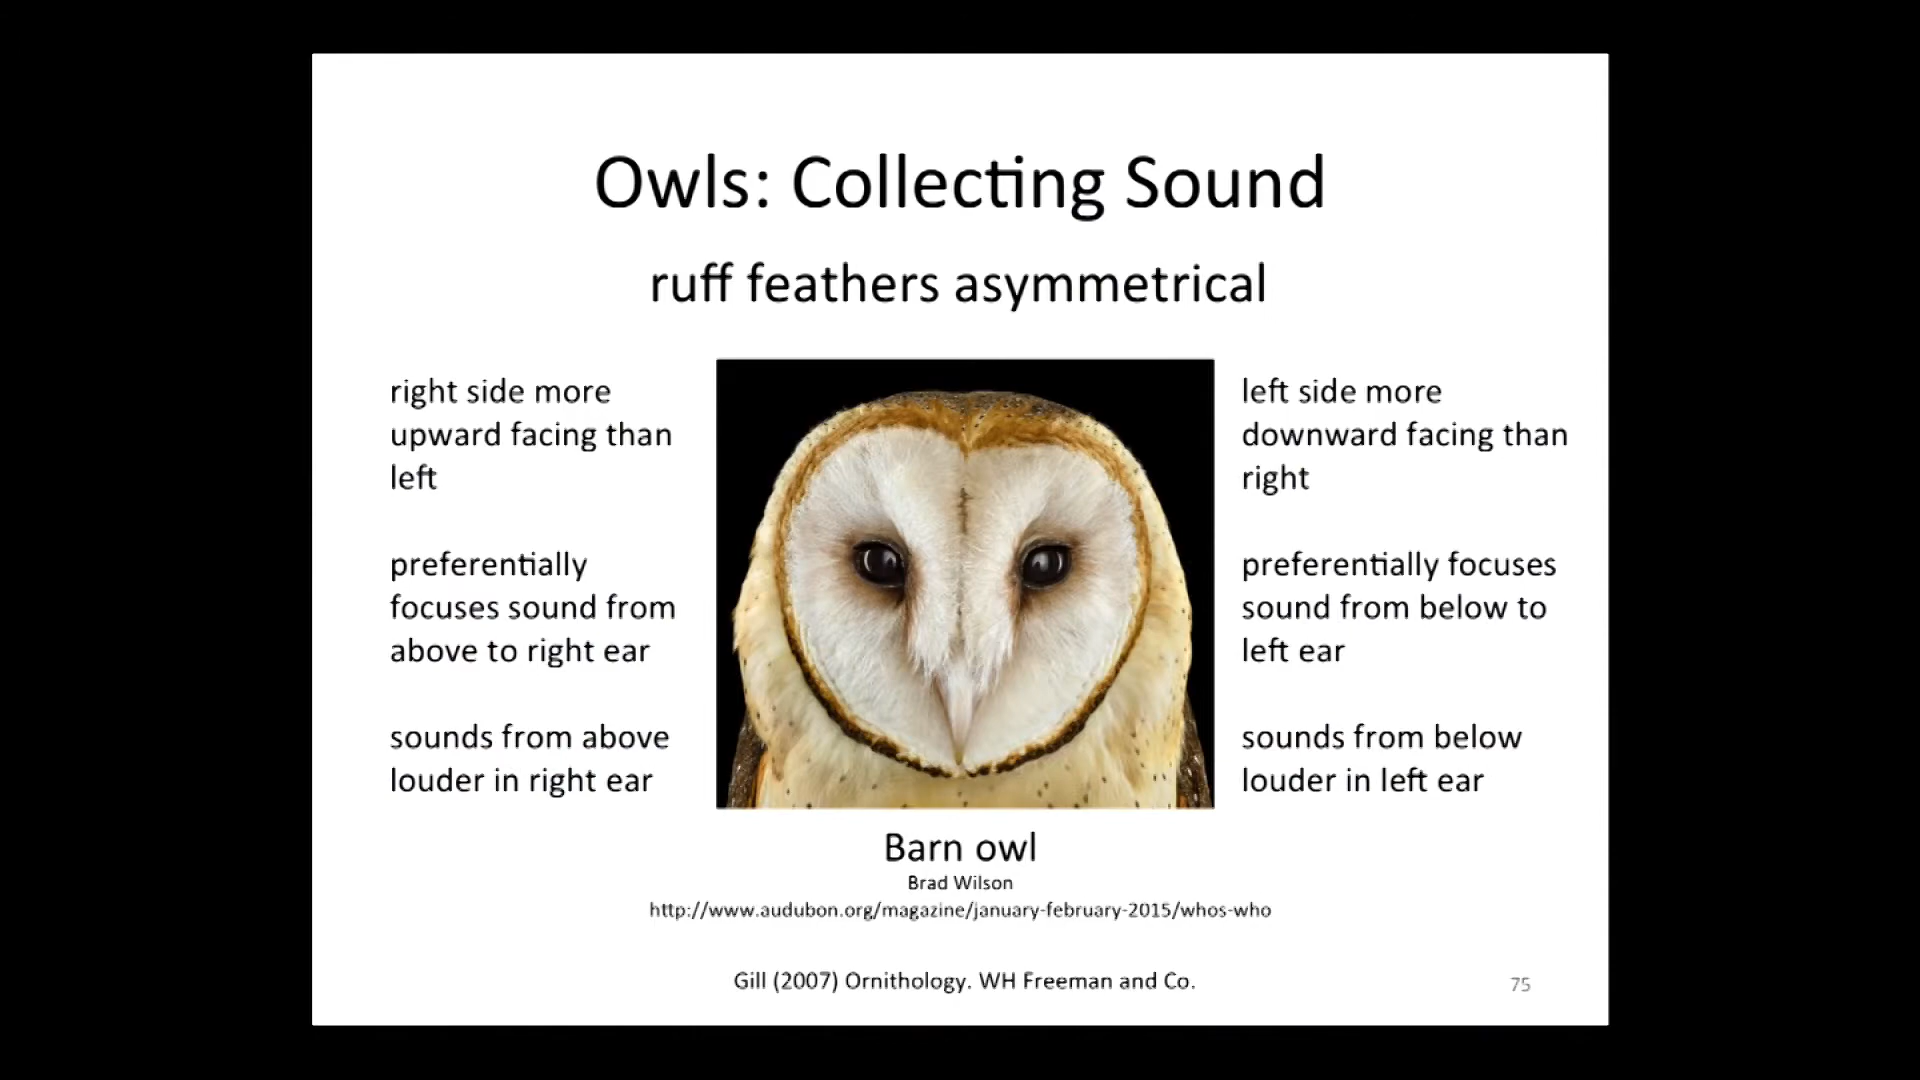 Owls: Collecting Sound
ruff feathers asymmetrical
right side more
upward facing than
left
preferentially
focuses sound from
above to right ear
sounds from above
louder in right ear
left side more
downward facing than
right
preferentially focuses
sound from below to
left ear
sounds from below
louder in left ear
Barn owl
Brad Wilson
http://www.audubon.org/magazine/january-february-2015/whos-who
Gill (2007) Ornithology. WH Freeman and Co.
75